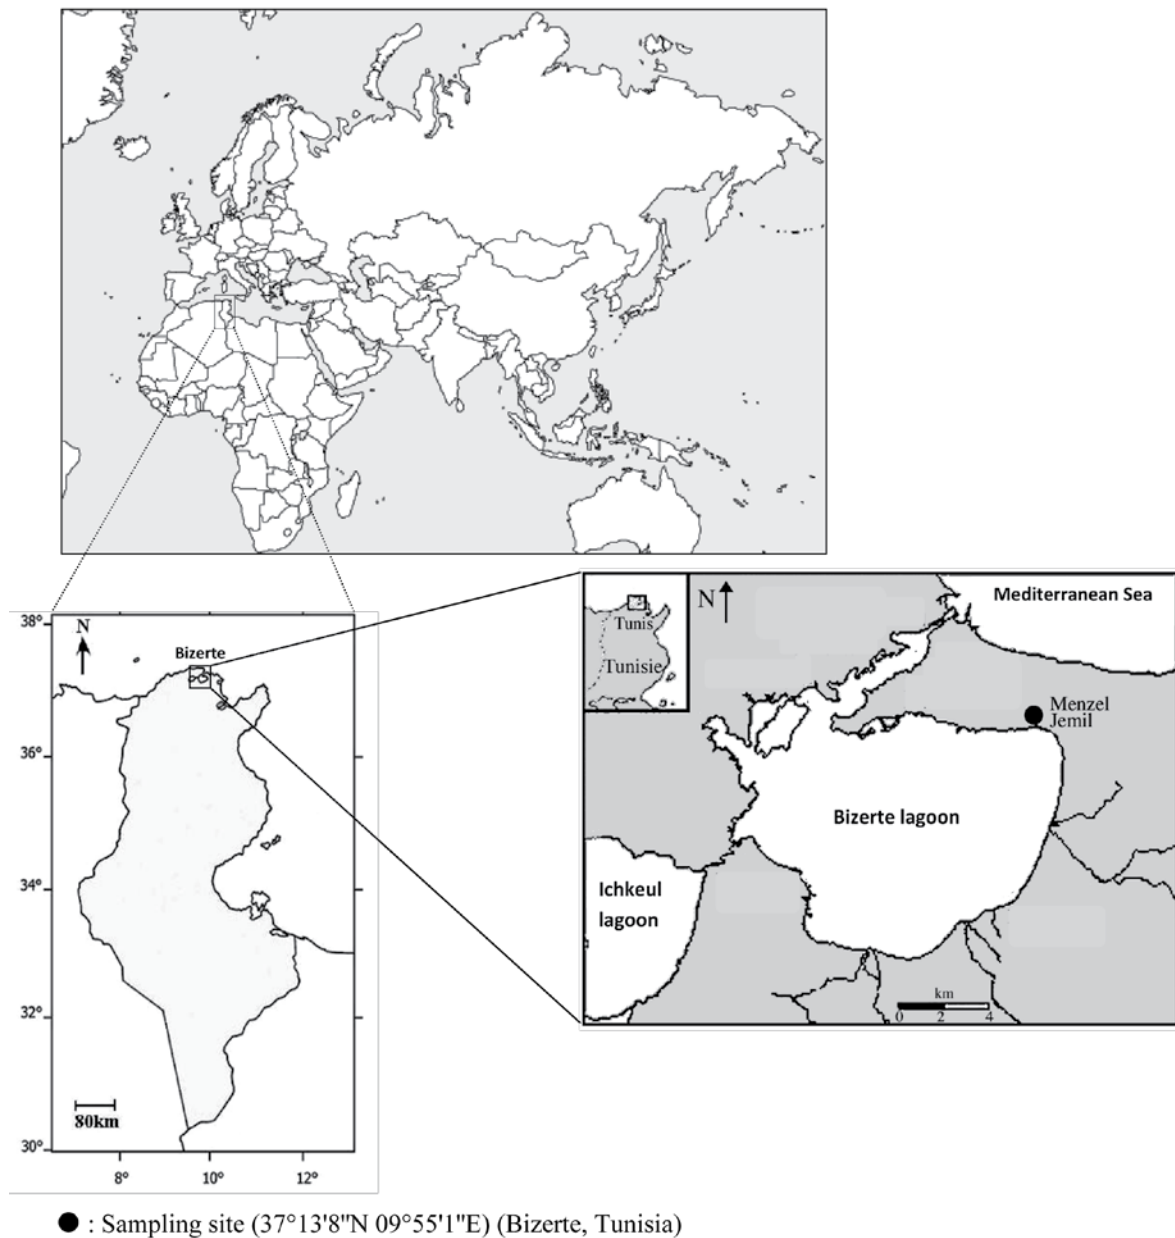 38°
N
Bizerte
36°
34°
32°
80km
30°
8°
10°
12°
N
Tunis
Tunisie
Mediterranean Sea
Menzel
Jemil
Bizerte lagoon
Ichkeul
lagoon
km
0 2 4
: Sampling site (37°13'8"N 09°55'1"E) (Bizerte, Tunisia)